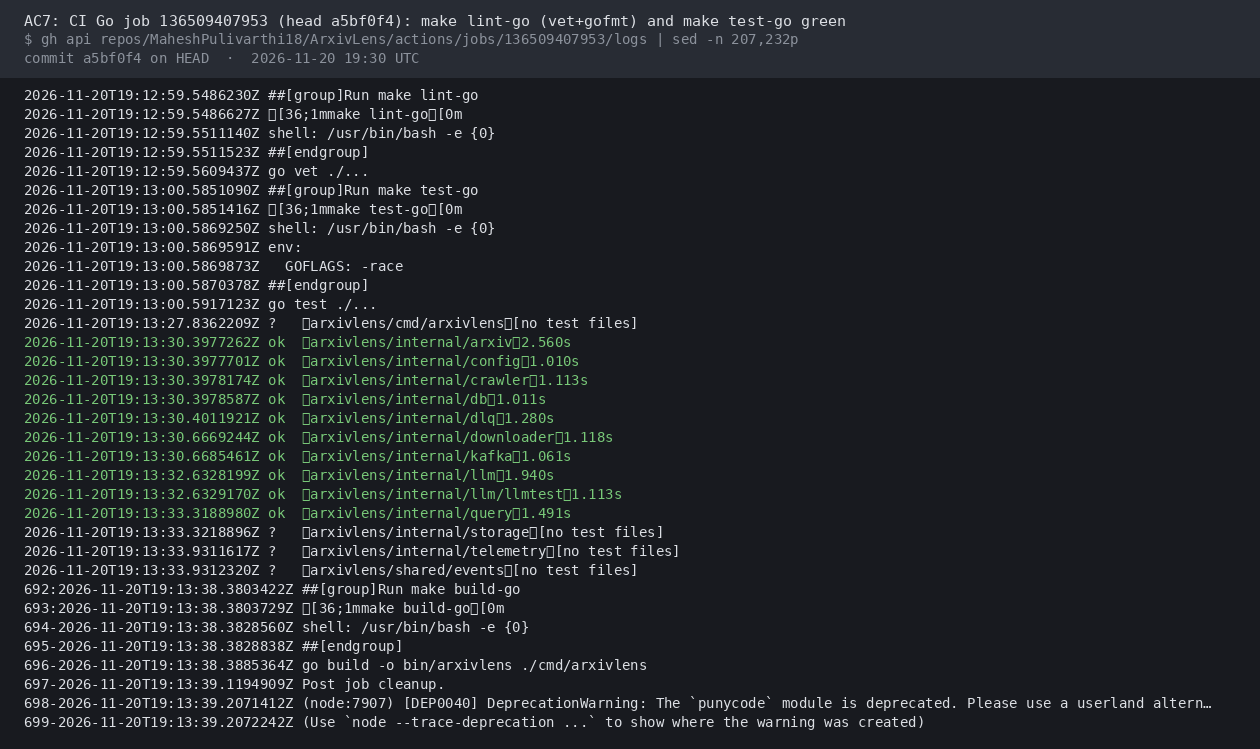 AC7: CI Go job 136509407953 (head a5bf0f4): make lint-go (vet+gofmt) and make test-go green
$ gh api repos/MaheshPulivarthi18/ArxivLens/actions/jobs/136509407953/logs | sed -n 207,232p
commit a5bf0f4 on HEAD  ·  2026-11-20 19:30 UTC
2026-11-20T19:12:59.5486230Z ##[group]Run make lint-go
2026-11-20T19:12:59.5486627Z □[36;1mmake lint-go□[0m
2026-11-20T19:12:59.5511140Z shell: /usr/bin/bash -e {0}
2026-11-20T19:12:59.5511523Z ##[endgroup]
2026-11-20T19:12:59.5609437Z go vet ./...
2026-11-20T19:13:00.5851090Z ##[group]Run make test-go
2026-11-20T19:13:00.5851416Z □[36;1mmake test-go□[0m
2026-11-20T19:13:00.5869250Z shell: /usr/bin/bash -e {0}
2026-11-20T19:13:00.5869591Z env:
2026-11-20T19:13:00.5869873Z   GOFLAGS: -race
2026-11-20T19:13:00.5870378Z ##[endgroup]
2026-11-20T19:13:00.5917123Z go test ./...
2026-11-20T19:13:27.8362209Z ?   □arxivlens/cmd/arxivlens□[no test files]
2026-11-20T19:13:30.3977262Z ok  □arxivlens/internal/arxiv□2.560s
2026-11-20T19:13:30.3977701Z ok  □arxivlens/internal/config□1.010s
2026-11-20T19:13:30.3978174Z ok  □arxivlens/internal/crawler□1.113s
2026-11-20T19:13:30.3978587Z ok  □arxivlens/internal/db□1.011s
2026-11-20T19:13:30.4011921Z ok  □arxivlens/internal/dlq□1.280s
2026-11-20T19:13:30.6669244Z ok  □arxivlens/internal/downloader□1.118s
2026-11-20T19:13:30.6685461Z ok  □arxivlens/internal/kafka□1.061s
2026-11-20T19:13:32.6328199Z ok  □arxivlens/internal/llm□1.940s
2026-11-20T19:13:32.6329170Z ok  □arxivlens/internal/llm/llmtest□1.113s
2026-11-20T19:13:33.3188980Z ok  □arxivlens/internal/query□1.491s
2026-11-20T19:13:33.3218896Z ?   □arxivlens/internal/storage□[no test files]
2026-11-20T19:13:33.9311617Z ?   □arxivlens/internal/telemetry□[no test files]
2026-11-20T19:13:33.9312320Z ?   □arxivlens/shared/events□[no test files]
692:2026-11-20T19:13:38.3803422Z ##[group]Run make build-go
693:2026-11-20T19:13:38.3803729Z □[36;1mmake build-go□[0m
694-2026-11-20T19:13:38.3828560Z shell: /usr/bin/bash -e {0}
695-2026-11-20T19:13:38.3828838Z ##[endgroup]
696-2026-11-20T19:13:38.3885364Z go build -o bin/arxivlens ./cmd/arxivlens
697-2026-11-20T19:13:39.1194909Z Post job cleanup.
698-2026-11-20T19:13:39.2071412Z (node:7907) [DEP0040] DeprecationWarning: The `punycode` module is deprecated. Please use a userland altern…
699-2026-11-20T19:13:39.2072242Z (Use `node --trace-deprecation ...` to show where the warning was created)